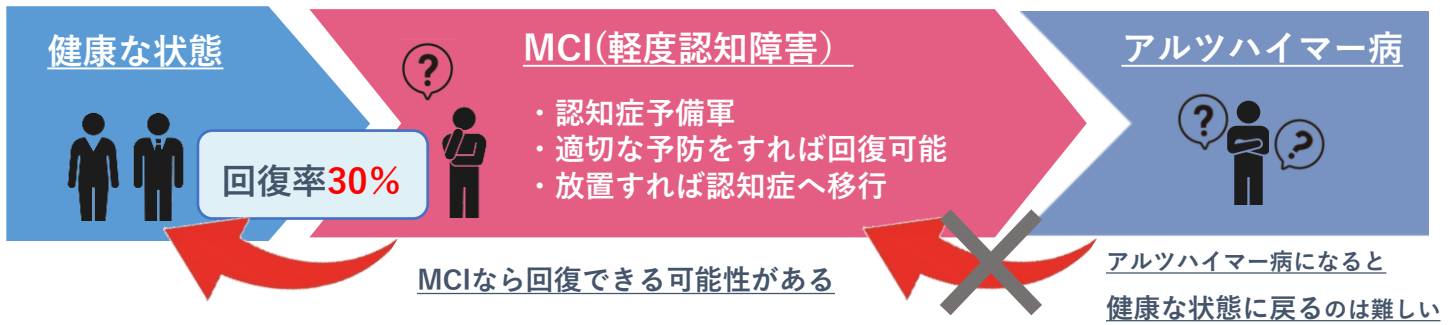 健康な状態
MCI(軽度認知障害）
アルツハイマー病
?
・認知症予備軍
・適切な予防をすれば回復可能
・放置すれば認知症へ移行
回復率30%
?
?
MCIなら回復できる可能性がある
アルツハイマー病になると
健康な状態に戻るのは難しい